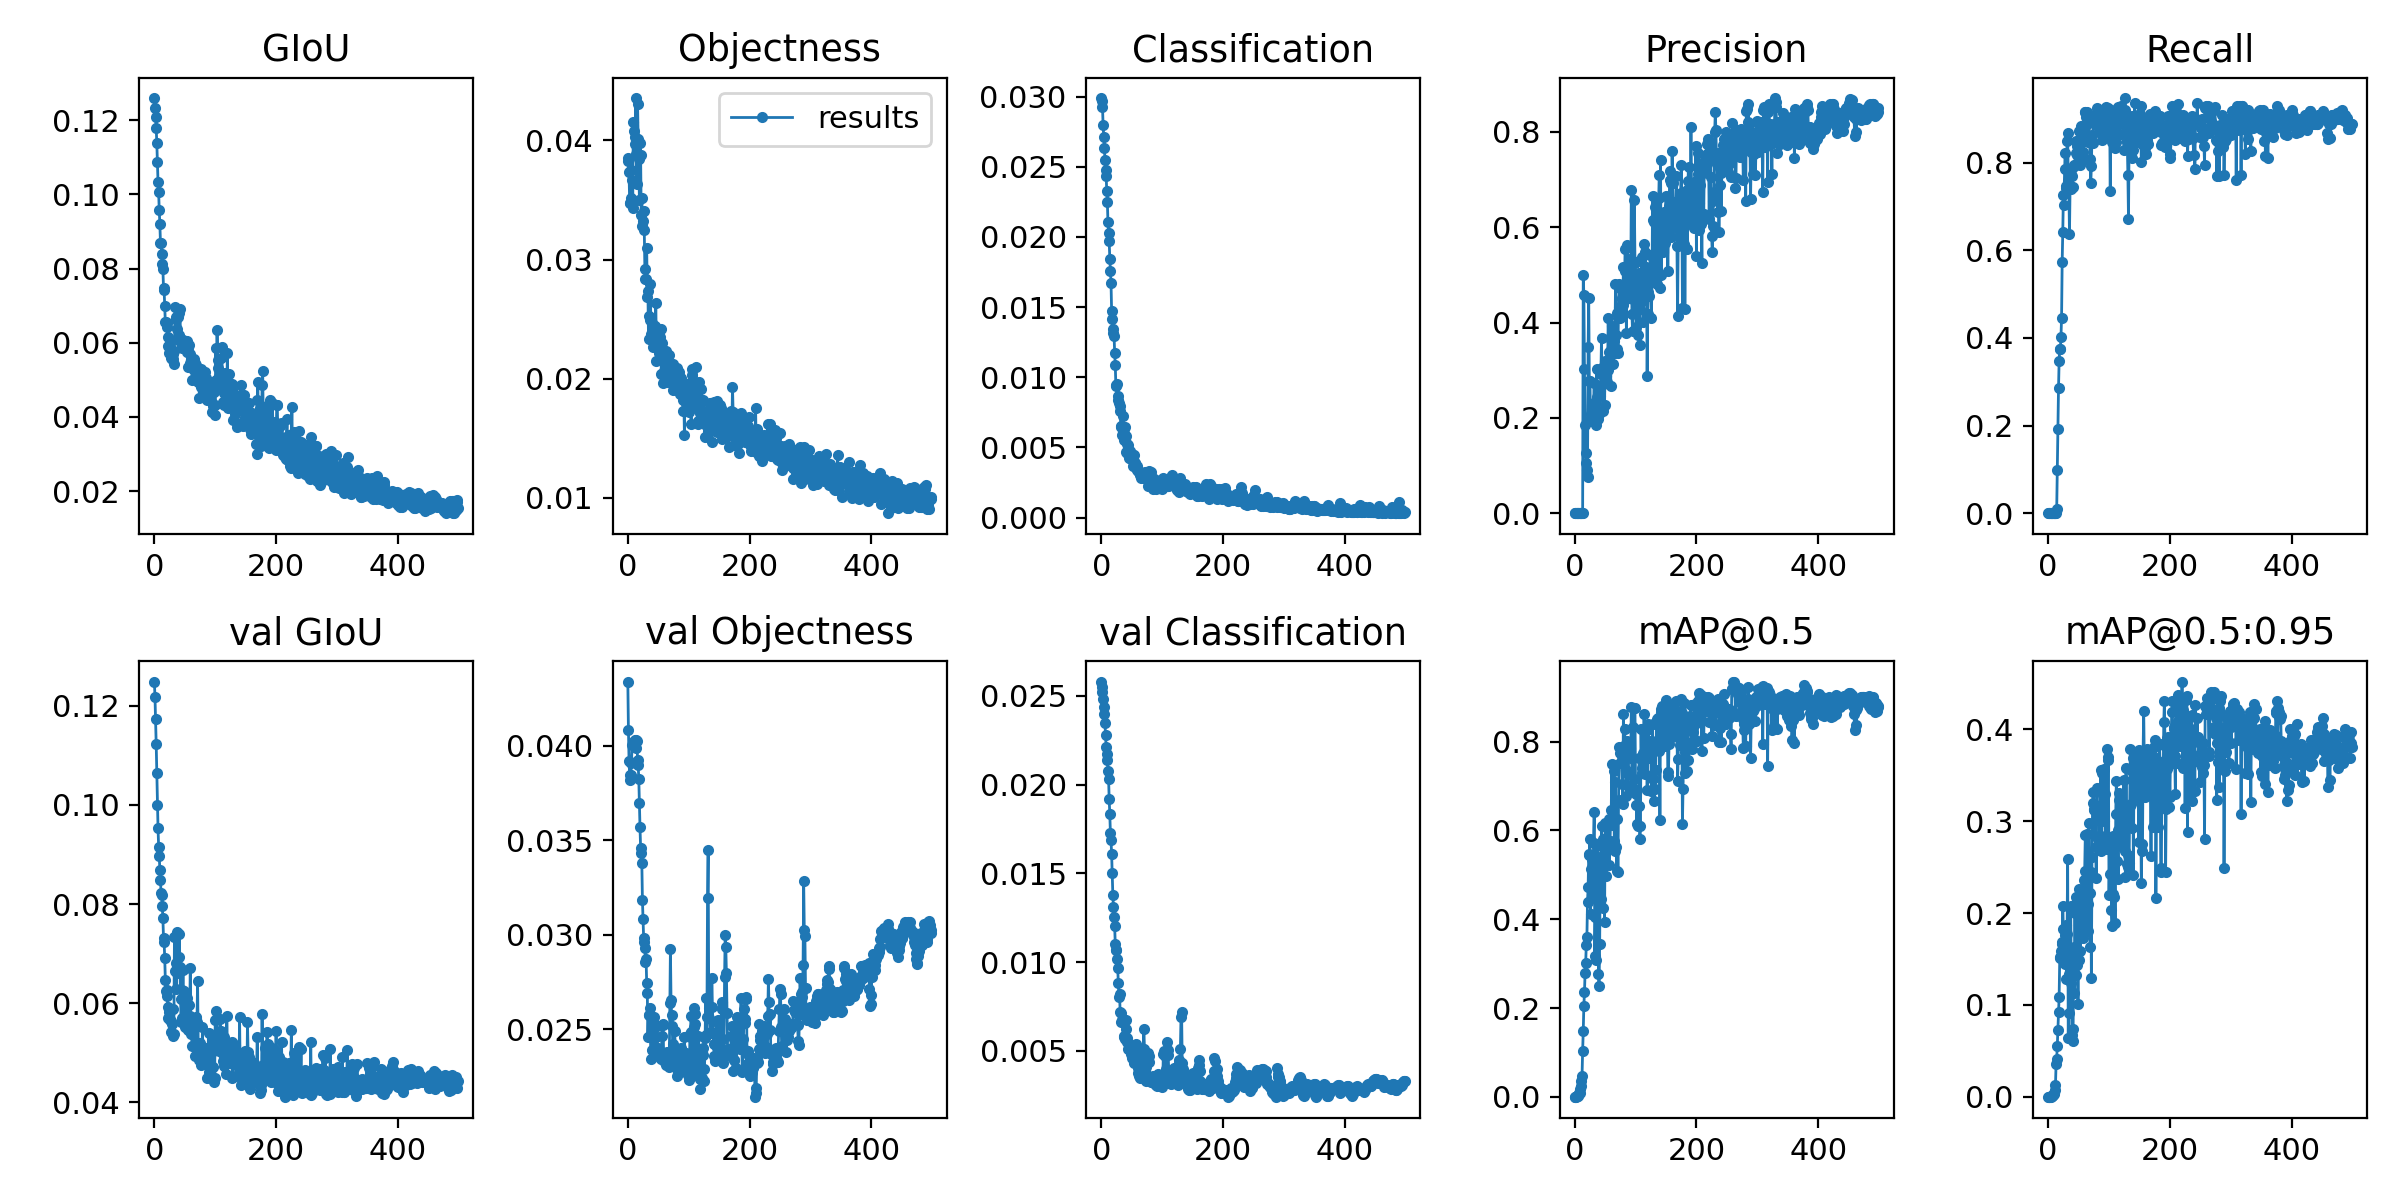 GIoU
Objectness
Classification
Precision
Recall
results
0.12
0.10
0.08
0.06
0.04
0.02
0 200 400
0.04
0.03
0.02
0.01
0 200 400
0.030
0.025
0.020
0.015
0.010
0.005
0.000
0 200 400
0.8
0.6
0.4
0.2
0.0
0 200 400
0.8
0.6
0.4
0.2
0.0
0 200 400
val GIoU
val Objectness
val Classification
mAP@0.5
mAP@0.5:0.95
0.12
0.10
0.08
0.06
0.04
0 200 400
0.040
0.035
0.030
0.025
0 200 400
0.025
0.020
0.015
0.010
0.005
0 200 400
0.8
0.6
0.4
0.2
0.0
0 200 400
0.4
0.3
0.2
0.1
0.0
0 200 400